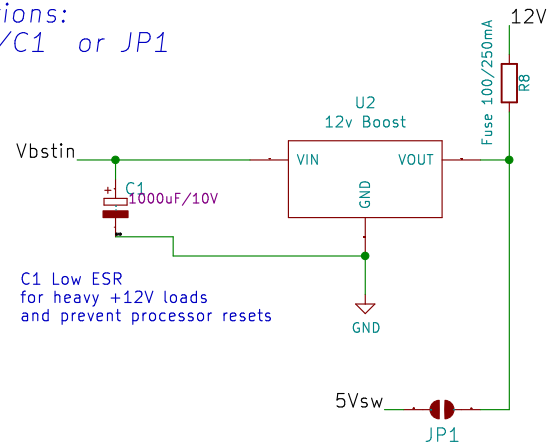 ions:
/C1 or JP1
12V
Fuse 100/250mA
R8
U2
12v Boost
Vbstin
VIN
VOUT
GND
C1
1000uF/10V
C1 Low ESR
for heavy +12V loads
and prevent processor resets
GND
5Vsw
JP1